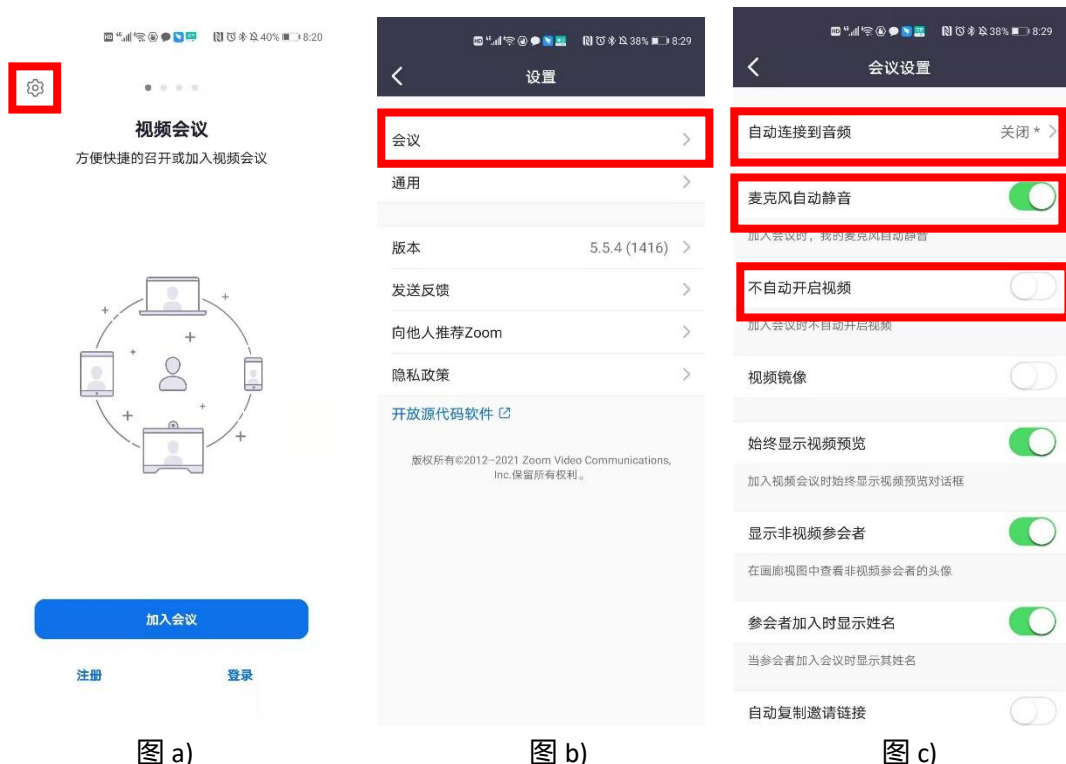 40% 8:20
视频会议
方便快捷的召开或加入视频会议
加入会议
注册 登录
图 a)
HD 38% 8:29
设置
会议
通用
版本 5.5.4 (1416)
发送反馈
向他人推荐Zoom
隐私政策
开放源代码软件
版权所有©2012–2021 Zoom Video Communications,
Inc.保留所有权利。
图 b)
HD 38% 8:29
会议设置
自动连接到音频 关闭 *
麦克风自动静音
加入会议时，我的麦克风自动静音
不自动开启视频
加入会议时不自动开启视频
视频镜像
始终显示视频预览
加入视频会议时始终显示视频预览对话框
显示非视频参会者
在画廊视图中查看非视频参会者的头像
参会者加入时显示姓名
当参会者加入会议时显示其姓名
自动复制邀请链接
图 c)